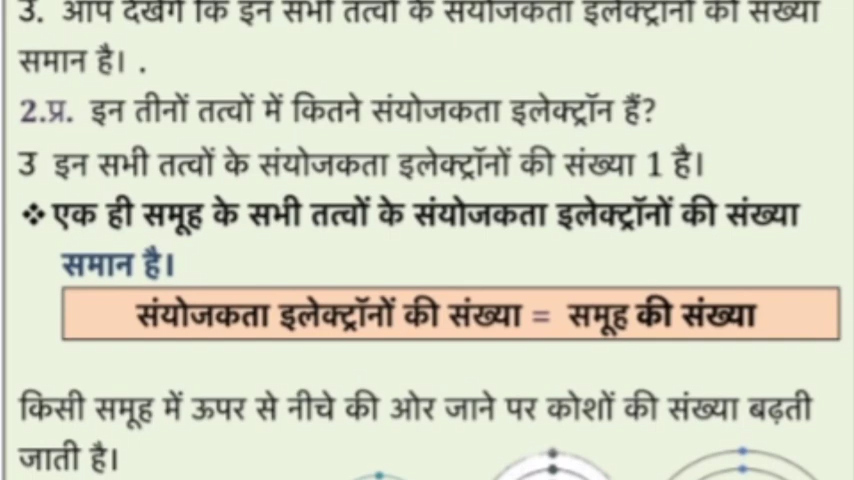 उ. आप देखेंगे कि इन सभी तत्वों के संयोजकता इलेक्ट्रॉनों की संख्या
समान है। .
2.प्र. इन तीनों तत्वों में कितने संयोजकता इलेक्ट्रॉन हैं?
उ इन सभी तत्वों के संयोजकता इलेक्ट्रॉनों की संख्या 1 है।
❖ एक ही समूह के सभी तत्वों के संयोजकता इलेक्ट्रॉनों की संख्या
समान है।
संयोजकता इलेक्ट्रॉनों की संख्या = समूह की संख्या
किसी समूह में ऊपर से नीचे की ओर जाने पर कोशों की संख्या बढ़ती
जाती है।